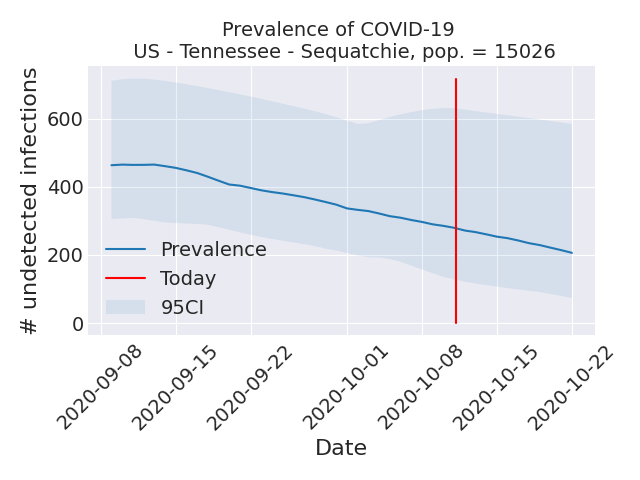 Prevalence of COVID-19
US - Tennessee - Sequatchie, pop. = 15026
# undetected infections
600
400
200
0
Prevalence
Today
95CI
2020-09-08
2020-09-15
2020-09-22
2020-10-01
2020-10-08
2020-10-15
2020-10-22
Date